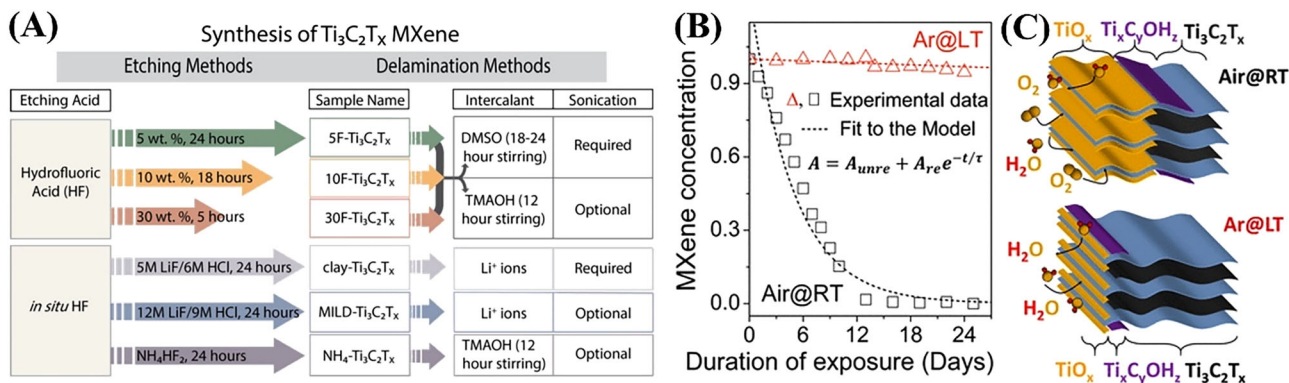 (A)
Synthesis of Ti₃C₂Tₓ MXene
Etching Methods
Delamination Methods
Etching Acid
Sample Name
Intercalant
Sonication
Hydrofluoric
Acid (HF)
5 wt. %, 24 hours
10 wt. %, 18 hours
30 wt. %, 5 hours
5F-Ti₃C₂Tₓ
10F-Ti₃C₂Tₓ
30F-Ti₃C₂Tₓ
DMSO (18-24
hour stirring)
Required
TMAOH (12
hour stirring)
Optional
in situ HF
5M LiF/6M HCl, 24 hours
clay-Ti₃C₂Tₓ
Li⁺ ions
Required
12M LiF/9M HCl, 24 hours
MILD-Ti₃C₂Tₓ
Li⁺ ions
Optional
NH₄HF₂, 24 hours
NH₄-Ti₃C₂Tₓ
TMAOH (12
hour stirring)
Optional
(B)
MXene concentration
0.9
0.6
0.3
0.0
Ar@LT
Δ, □ Experimental data
Fit to the Model
A = Aunre + Aree^−t/τ
Air@RT
0 3 6 9 12 15 18 21 24
Duration of exposure (Days)
(C)
TiOₓ TiₓCᵧOH_z Ti₃C₂Tₓ
Air@RT
O₂
H₂O
O₂
Ar@LT
H₂O
H₂O
TiOₓ TiₓCᵧOH_z Ti₃C₂Tₓ